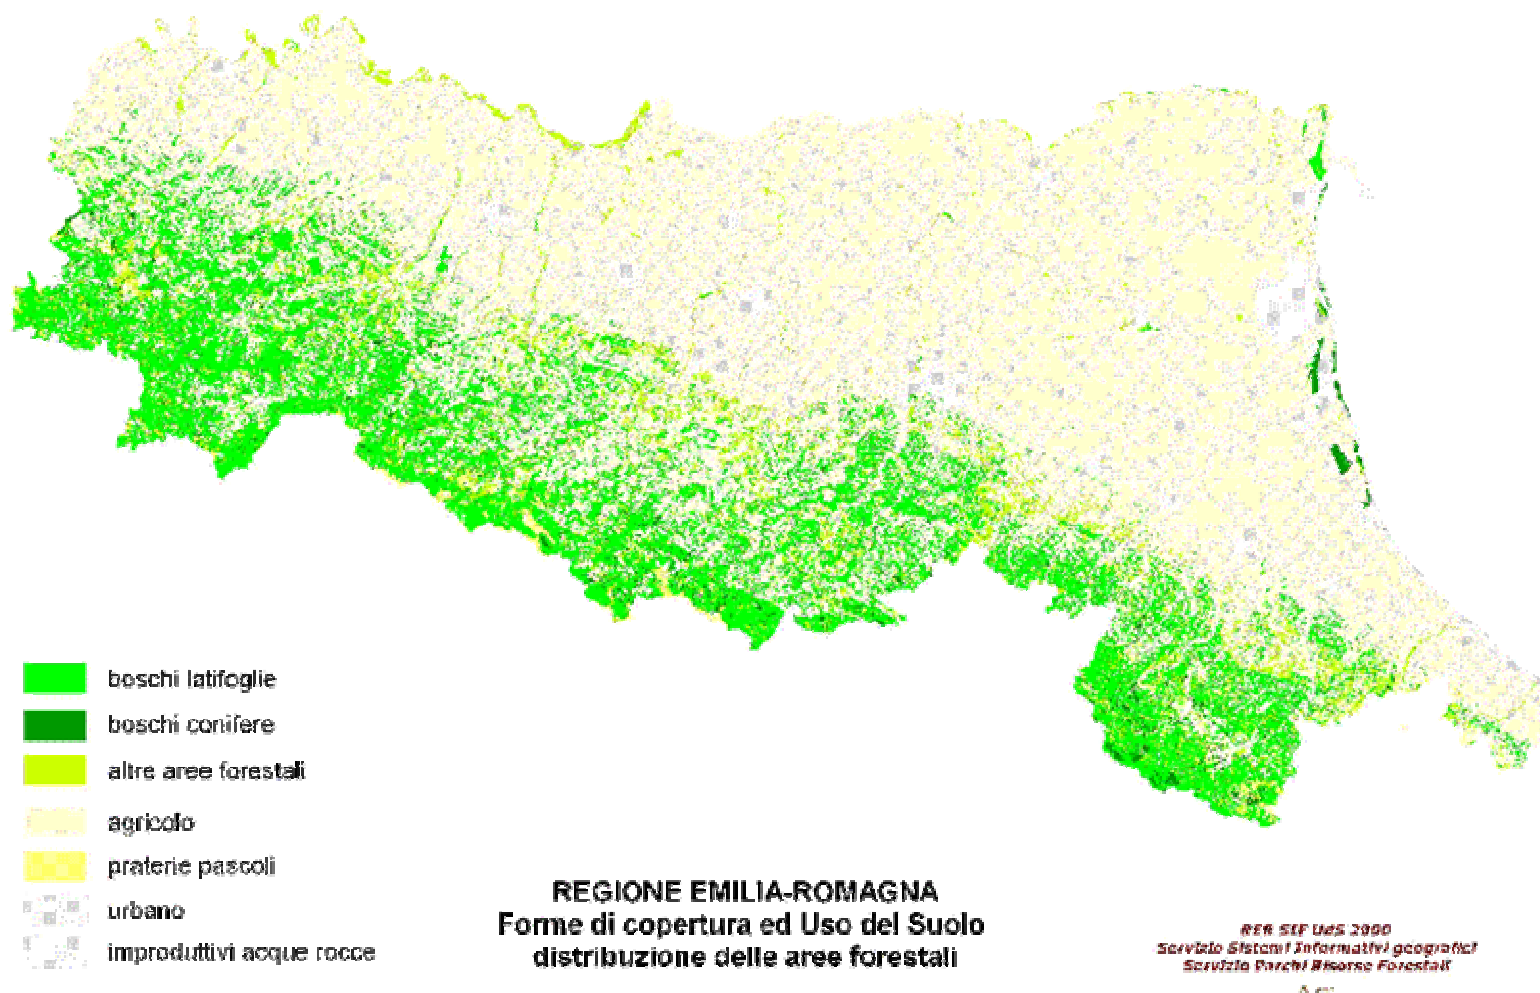 boschi latifoglie
boschi conifere
altre aree forestali
agricolo
praterie pascoli
urbano
improduttivi acque rocce
REGIONE EMILIA-ROMAGNA
Forme di copertura ed Uso del Suolo
distribuzione delle aree forestali
RER SIF UdS 2000
Servizio Sistemi Informativi geografici
Servizio Parchi Risorse Forestali